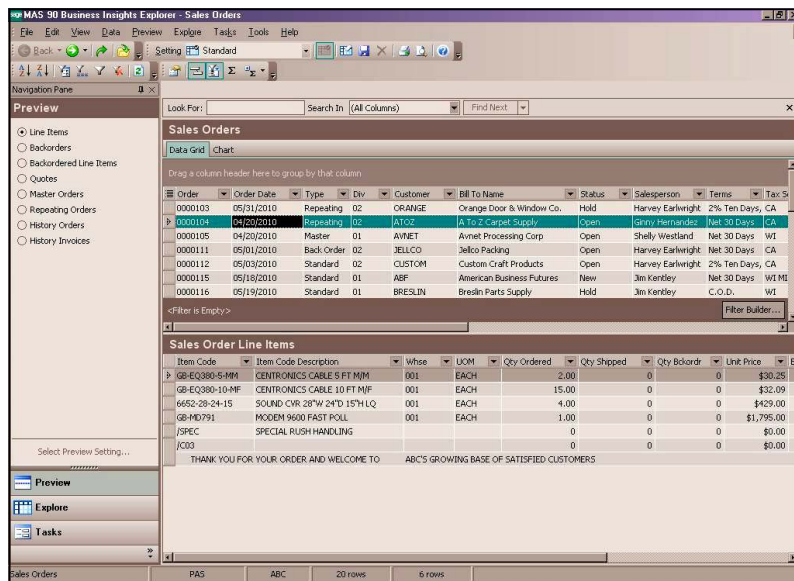 MAS 90 Business Insights Explorer - Sales Orders
File Edit View Data Preview Explore Tasks Tools Help
Back Setting Standard
Navigation Pane
Preview
Line Items
Backorders
Backordered Line Items
Quotes
Master Orders
Repeating Orders
History Orders
History Invoices
Select Preview Setting...
Preview
Explore
Tasks
Look For: Search In (All Columns) Find Next
Sales Orders
Data Grid Chart
Drag a column header here to group by that column
Order Order Date Type Div Customer Bill To Name Status Salesperson Terms Tax S
0000103 05/31/2010 Repeating 02 ORANGE Orange Door & Window Co. Hold Harvey Earlwright 2% Ten Days, CA
0000104 04/20/2010 Repeating 02 ATOZ A To Z Carpet Supply Open Ginny Hernandez Net 30 Days CA
0000105 04/20/2010 Master 01 AVNET Avnet Processing Corp Open Shelly Westland Net 30 Days WI
0000111 05/01/2010 Back Order 02 JELLCO Jellco Packing Open Harvey Earlwright Net 30 Days CA
0000112 05/03/2010 Standard 02 CUSTOM Custom Craft Products Open Harvey Earlwright 2% Ten Days, CA
0000115 05/18/2010 Standard 01 ABF American Business Futures New Jim Kentley Net 30 Days WI MI
0000116 05/19/2010 Standard 01 BRESLIN Breslin Parts Supply Hold Jim Kentley C.O.D. WI
<Filter is Empty> Filter Builder...
Sales Order Line Items
Item Code Item Code Description Whse UOM Qty Ordered Qty Shipped Qty Bckordr Unit Price E
GB-EQ380-5-MM CENTRONICS CABLE 5 FT M/M 001 EACH 2.00 0 0 $30.25
GB-EQ380-10-MF CENTRONICS CABLE 10 FT M/F 001 EACH 15.00 0 0 $32.09
6652-28-24-15 SOUND CVR 28"W 24"D 15"H LQ 001 EACH 4.00 0 0 $429.00
GB-MD791 MODEM 9600 FAST POLL 001 EACH 1.00 0 0 $1,795.00
/SPEC SPECIAL RUSH HANDLING 0 0 0 $0.00
/C03 0 0 0 $0.00
THANK YOU FOR YOUR ORDER AND WELCOME TO ABC'S GROWING BASE OF SATISFIED CUSTOMERS
Sales Orders PAS ABC 20 rows 6 rows